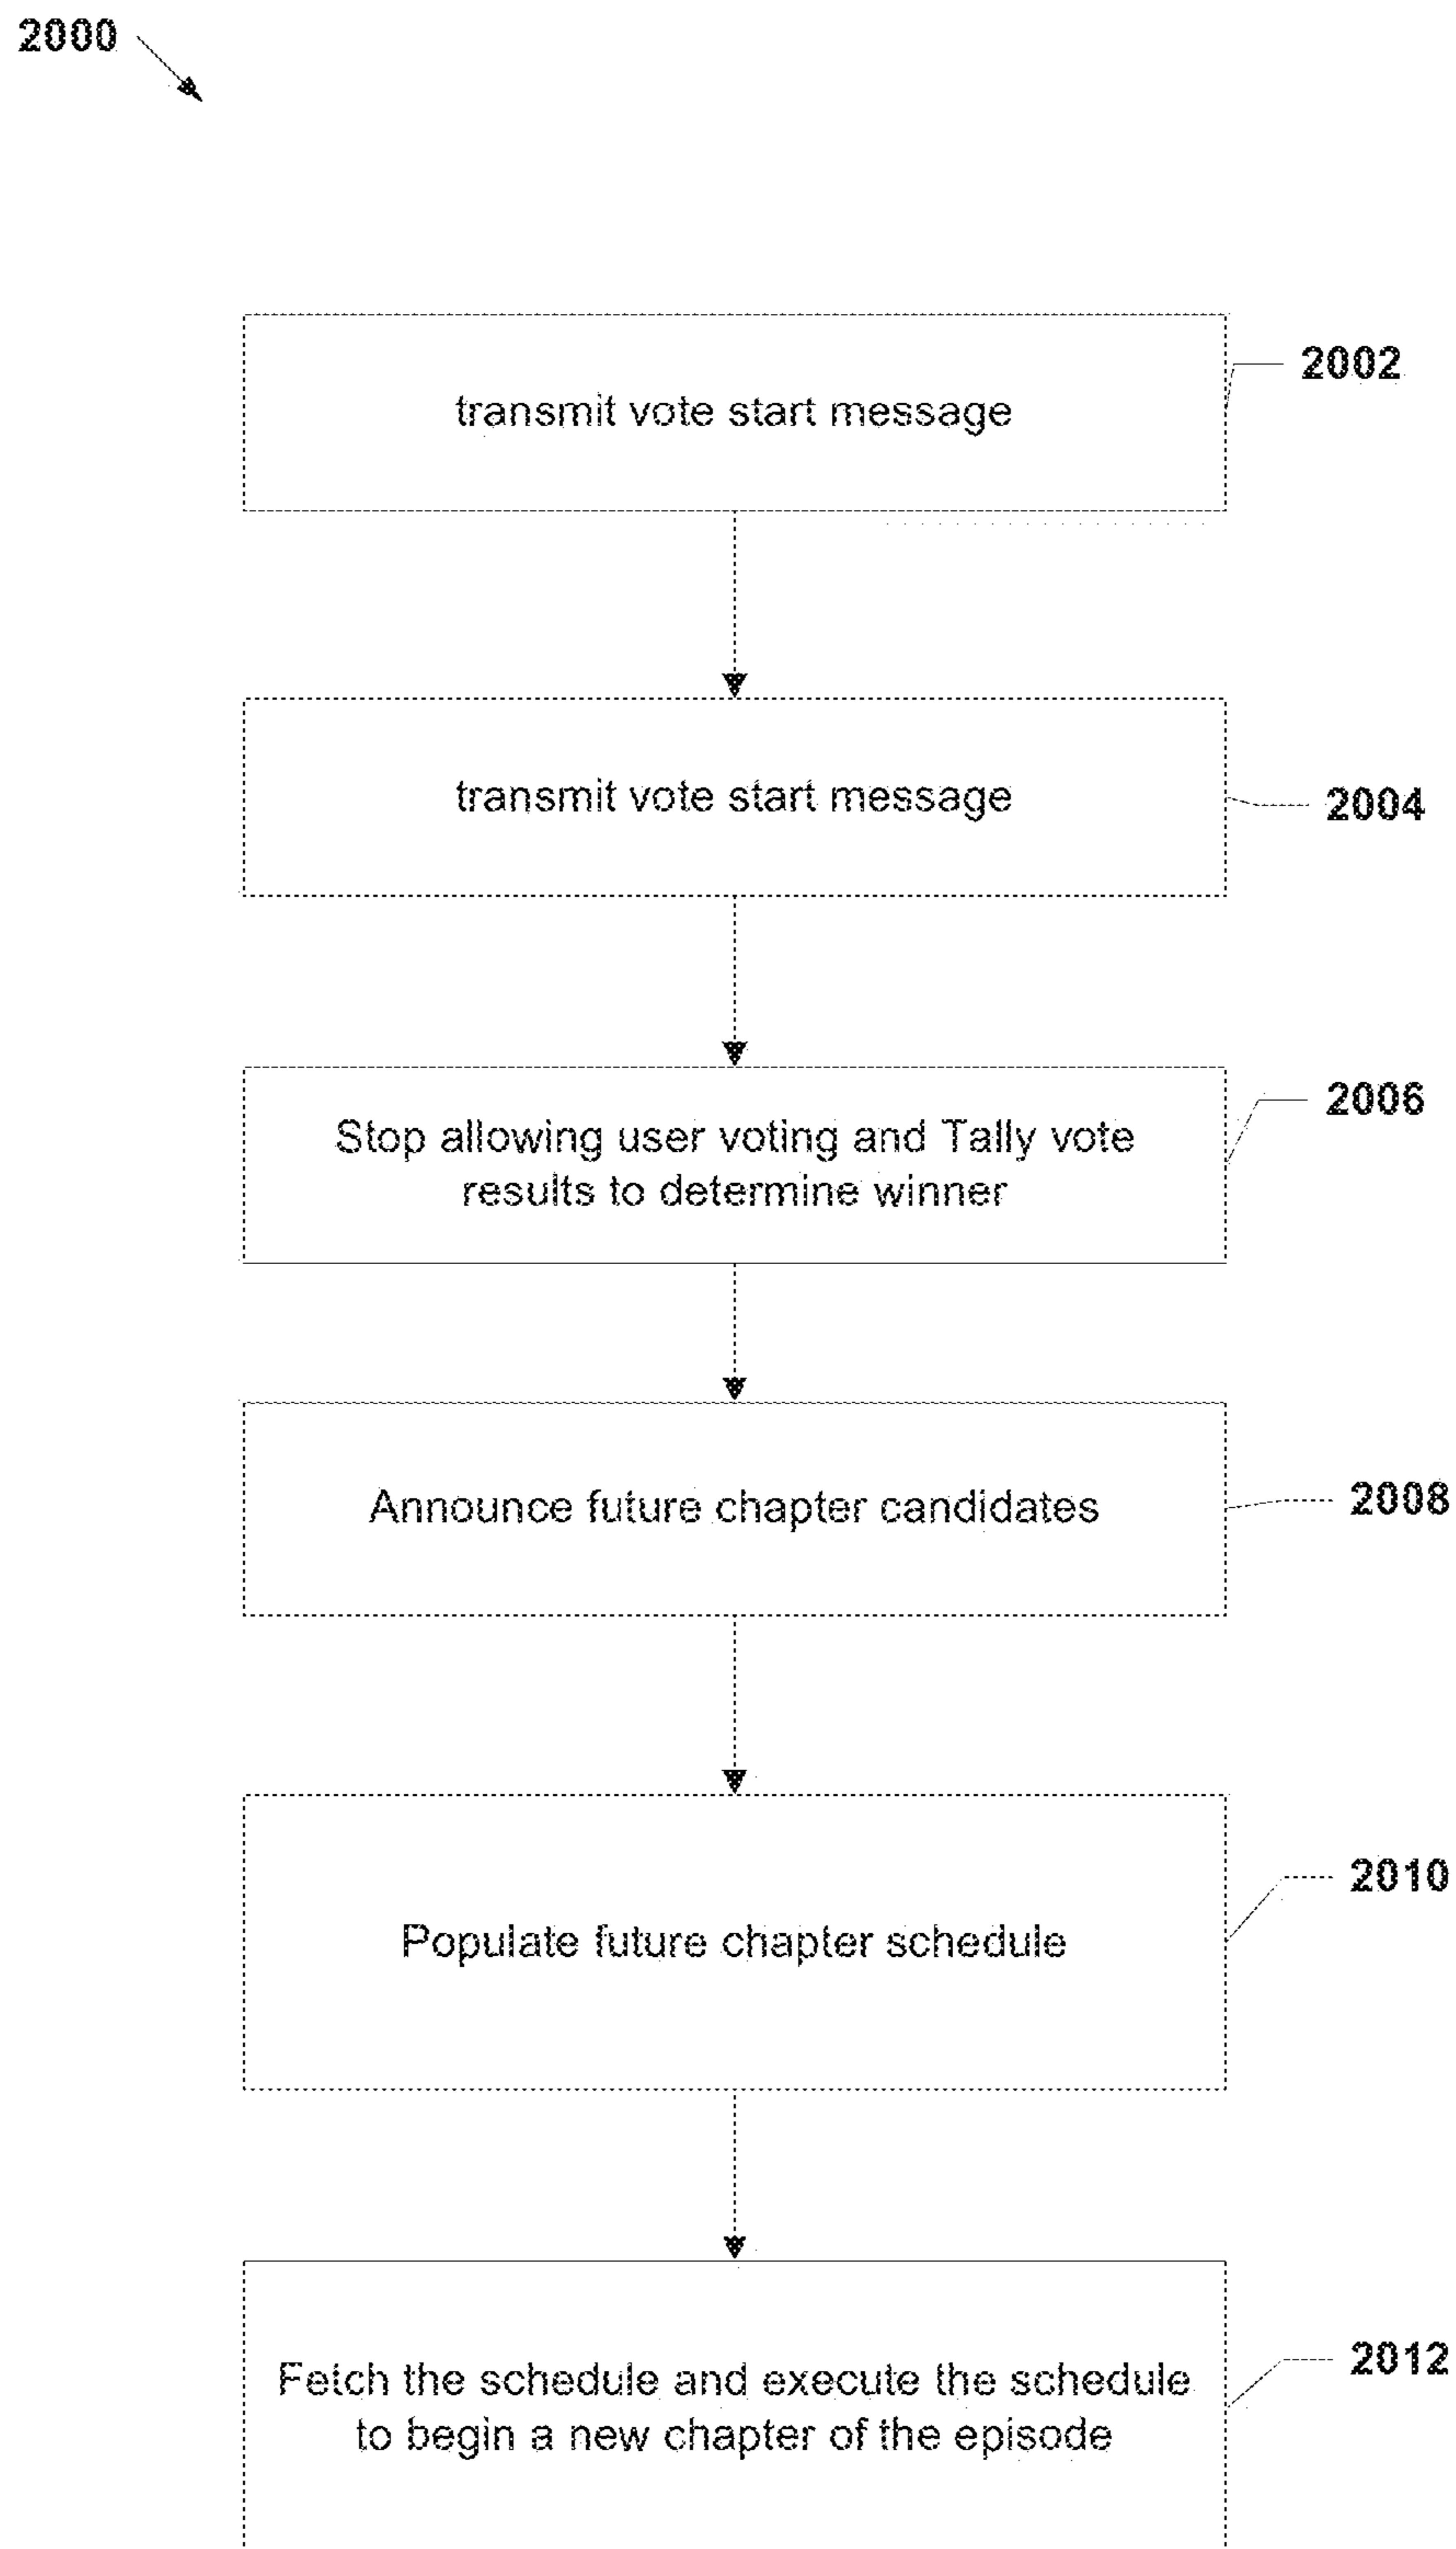 2000
transmit vote start message
2002
transmit vote start message
2004
Stop allowing user voting and Tally vote
results to determine winner
2006
Announce future chapter candidates
2008
Populate future chapter schedule
2010
Fetch the schedule and execute the schedule
to begin a new chapter of the episode
2012